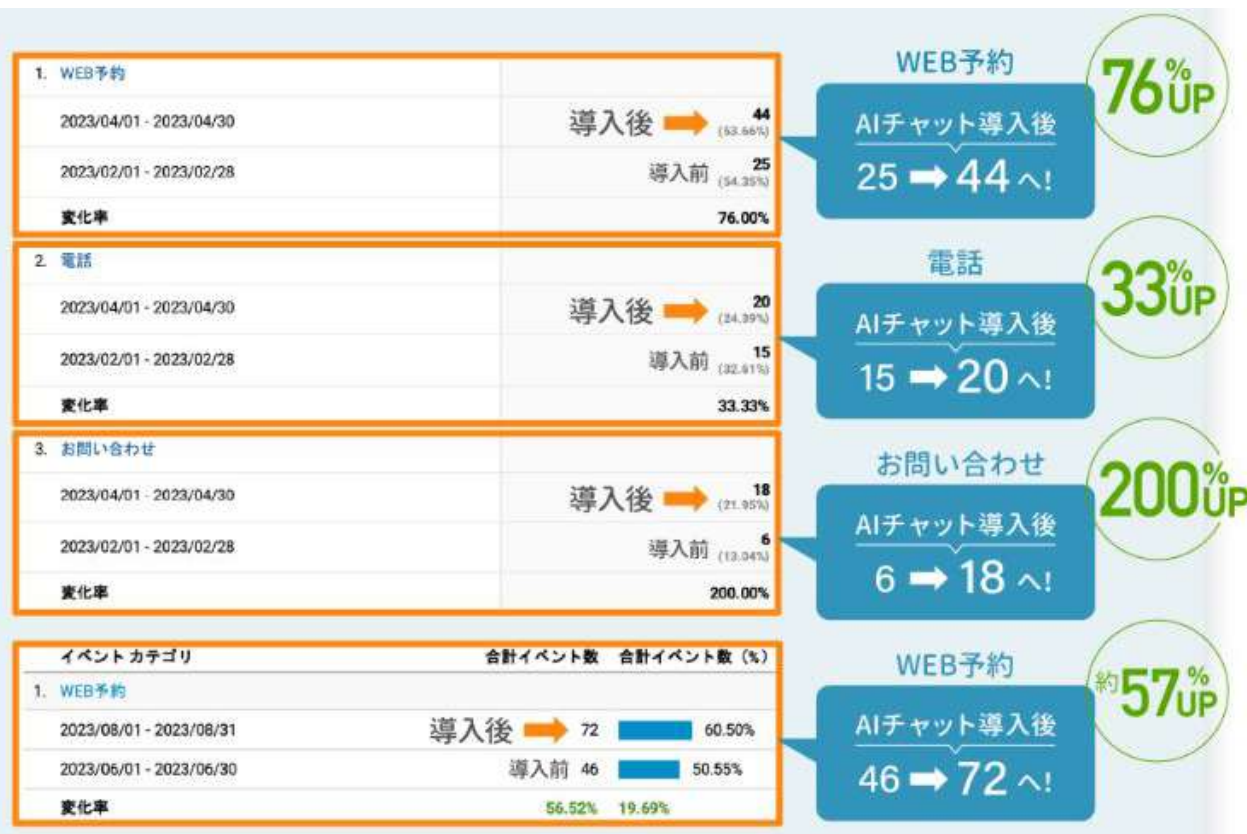 1. WEB予約
2023/04/01 - 2023/04/30 導入後 44
(53.66%)
2023/02/01 - 2023/02/28 導入前 25
(54.35%)
変化率 76.00%
WEB予約
76%UP
AIチャット導入後
25 ➡ 44 へ!
2. 電話
2023/04/01 - 2023/04/30 導入後 20
(24.39%)
2023/02/01 - 2023/02/28 導入前 15
(32.61%)
変化率 33.33%
電話
33%UP
AIチャット導入後
15 ➡ 20 へ!
3. お問い合わせ
2023/04/01 - 2023/04/30 導入後 18
(21.95%)
2023/02/01 - 2023/02/28 導入前 6
(13.04%)
変化率 200.00%
お問い合わせ
200%UP
AIチャット導入後
6 ➡ 18 へ!
イベント カテゴリ 合計イベント数 合計イベント数 (%)
1. WEB予約
2023/08/01 - 2023/08/31 導入後 72 60.50%
2023/06/01 - 2023/06/30 導入前 46 50.55%
変化率 56.52% 19.69%
WEB予約
約57%UP
AIチャット導入後
46 ➡ 72 へ!